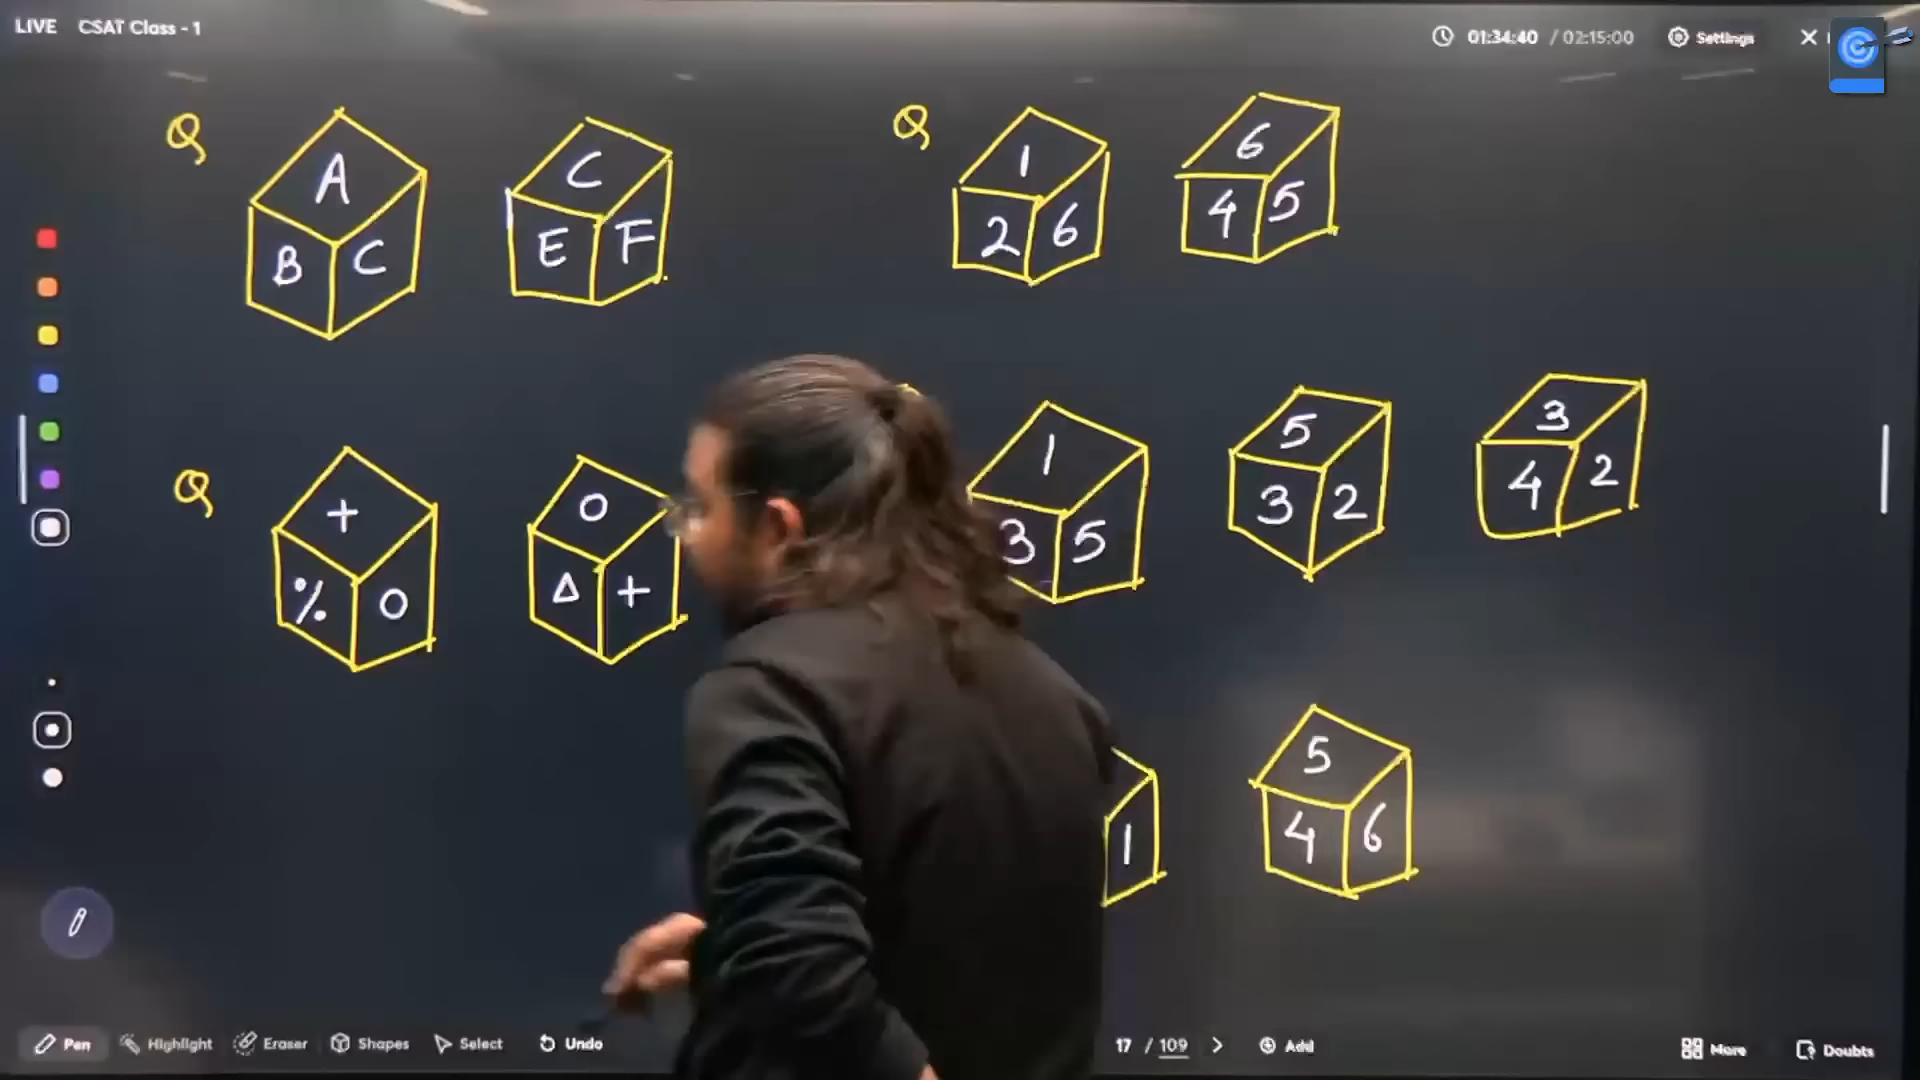 LIVE CSAT Class - 1
01:34:40 / 02:15:00 Settings
Q A B C
C E F
Q 1 2 6
6 4 5
Q + % O
O Δ +
1 3 5
5 3 2
3 4 2
1
5 4 6
Pen Highlight Eraser Shapes Select Undo 17 / 109 Add More Doubts